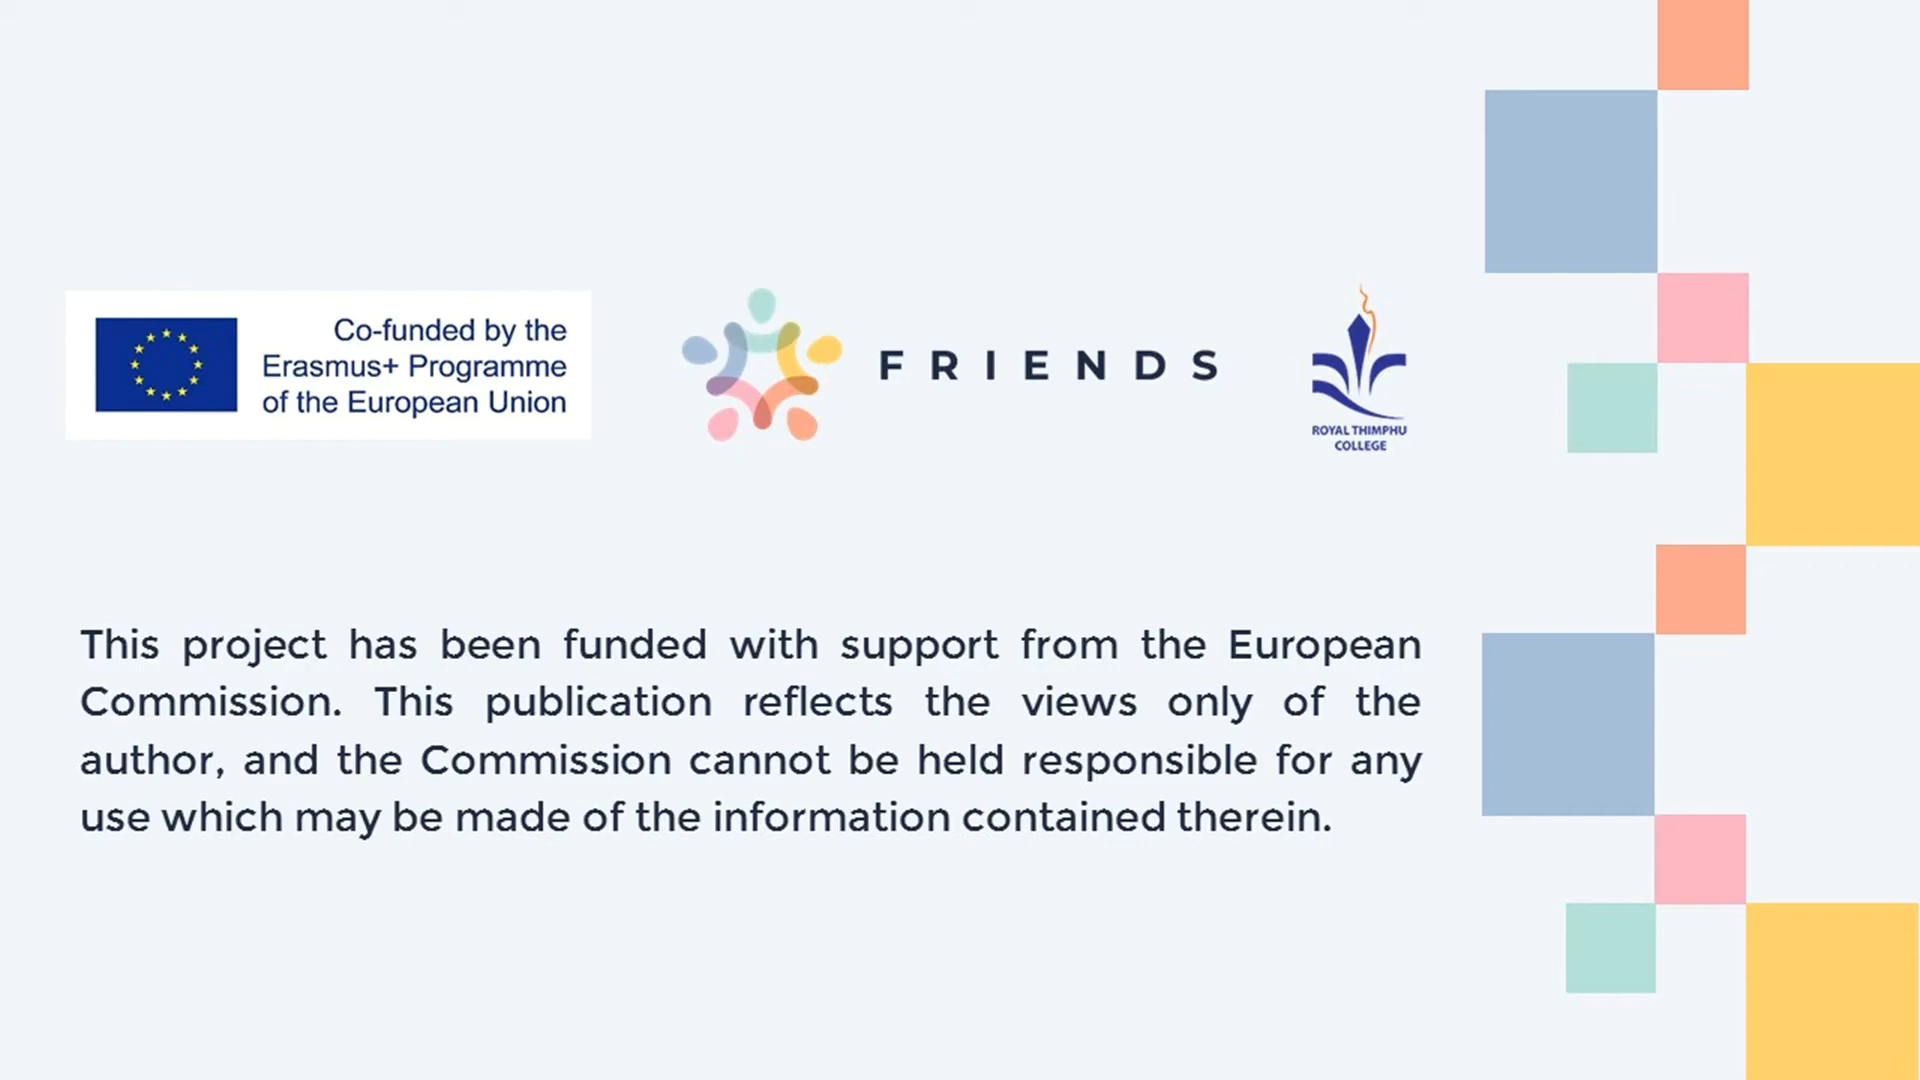 Co-funded by the
Erasmus+ Programme
of the European Union
FRIENDS
ROYAL THIMPHU
COLLEGE
This project has been funded with support from the European
Commission. This publication reflects the views only of the
author, and the Commission cannot be held responsible for any
use which may be made of the information contained therein.